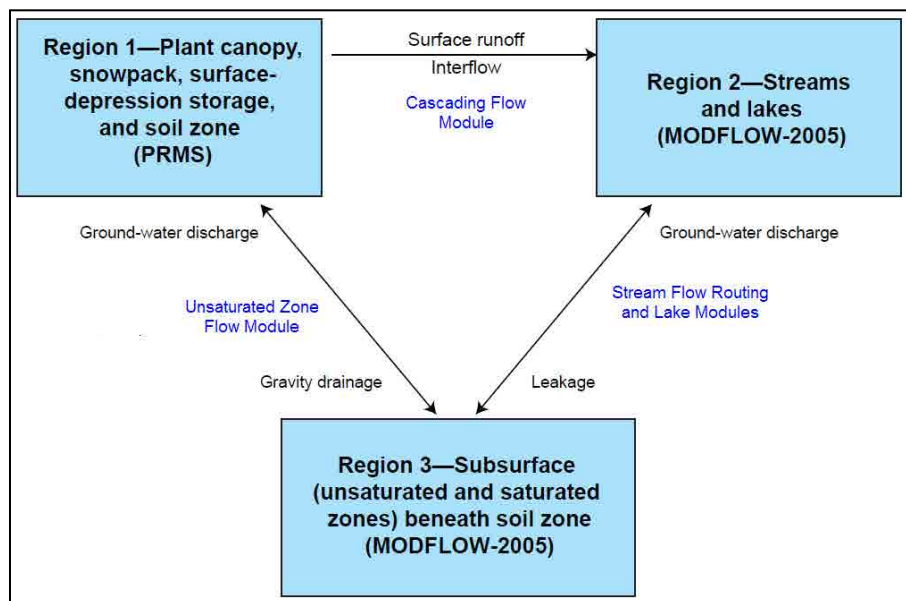 Region 1—Plant canopy,
snowpack, surface-
depression storage,
and soil zone
(PRMS)
Surface runoff
Interflow
Cascading Flow
Module
Region 2—Streams
and lakes
(MODFLOW-2005)
Ground-water discharge
Ground-water discharge
Unsaturated Zone
Flow Module
Stream Flow Routing
and Lake Modules
Gravity drainage
Leakage
Region 3—Subsurface
(unsaturated and saturated
zones) beneath soil zone
(MODFLOW-2005)